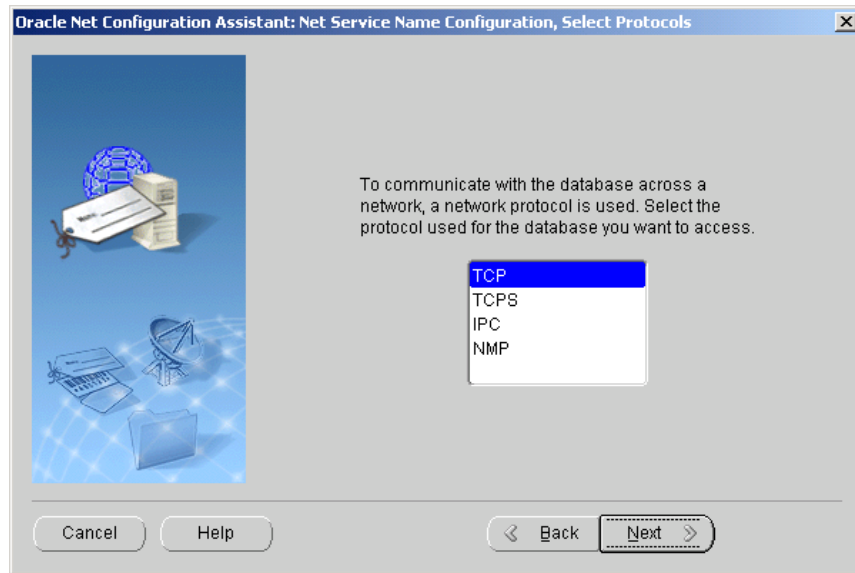 Oracle Net Configuration Assistant: Net Service Name Configuration, Select Protocols
To communicate with the database across a
network, a network protocol is used. Select the
protocol used for the database you want to access.
TCP
TCPS
IPC
NMP
Cancel
Help
Back
Next